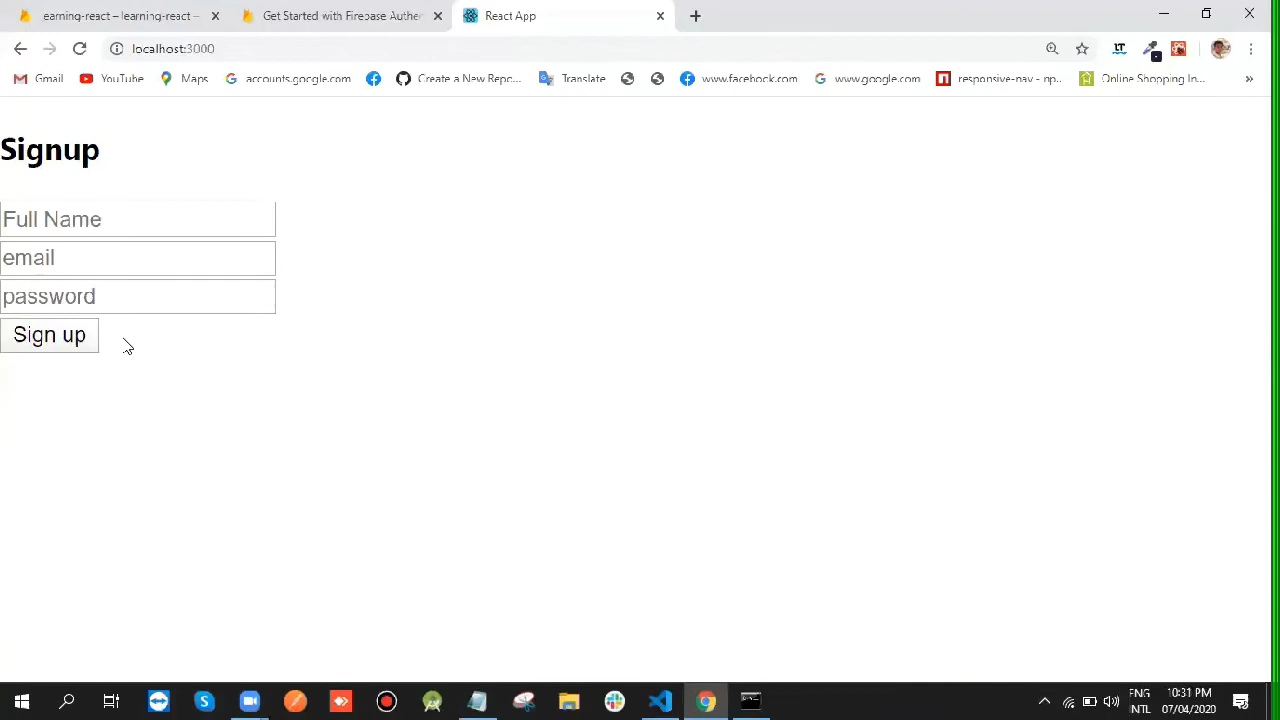 earning-react – learning-react –
Get Started with Firebase Auther
React App
localhost:3000
Gmail
YouTube
Maps
accounts.google.com
Create a New Repo...
Translate
www.facebook.com
www.google.com
responsive-nav - np...
Online Shopping In...
»
Signup
Full Name
email
password
Sign up
ENG
INTL
10:31 PM
07/04/2020